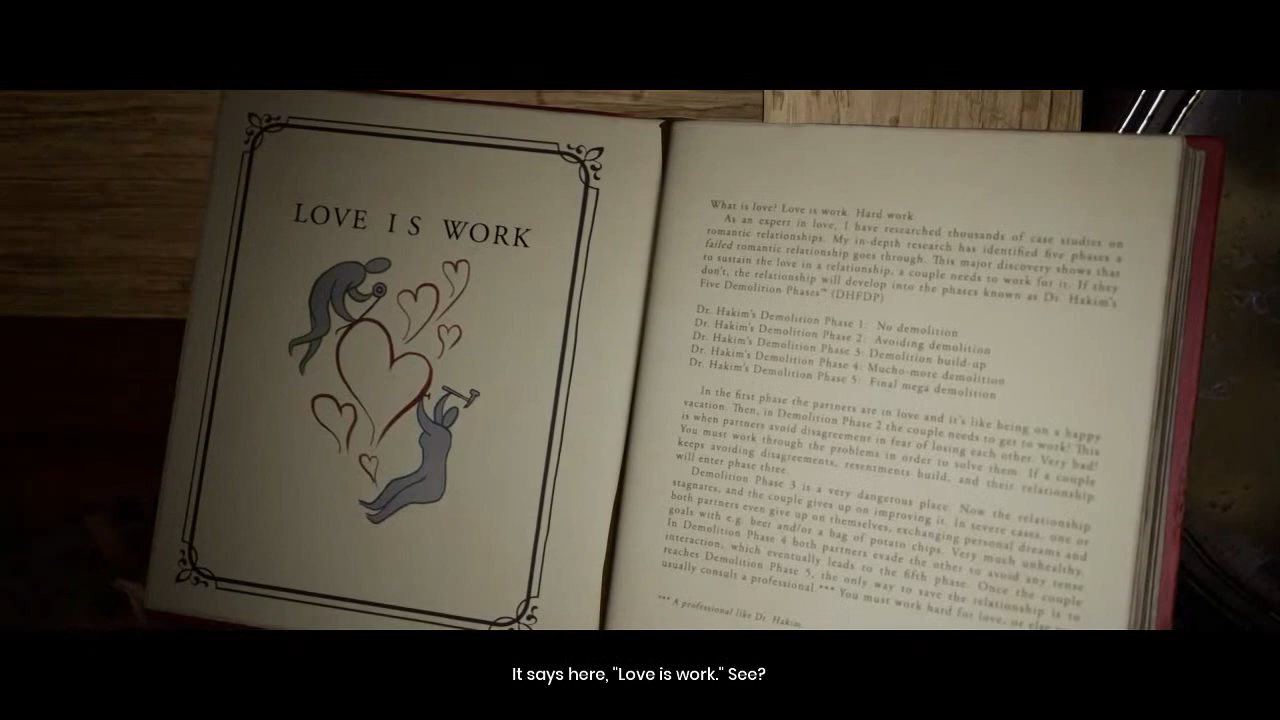 LOVE IS WORK
What is love? Love is work. Hard work.
As an expert in love, I have researched thousands of case studies on
romantic relationships. My in-depth research has identified five phases a
failed romantic relationship goes through. This major discovery shows that
to sustain the love in a relationship, a couple needs to work for it. If they
don't, the relationship will develop into the phases known as Dr. Hakim's
Five Demolition Phases™ (DHFDP)
Dr. Hakim's Demolition Phase 1: No demolition
Dr. Hakim's Demolition Phase 2: Avoiding demolition
Dr. Hakim's Demolition Phase 3: Demolition build-up
Dr. Hakim's Demolition Phase 4: Mucho-more demolition
Dr. Hakim's Demolition Phase 5: Final mega demolition
In the first phase the partners are in love and it's like being on a happy
vacation. Then, in Demolition Phase 2 the couple needs to get to work! This
is when partners avoid disagreement in fear of losing each other. Very bad!
You must work through the problems in order to solve them. If a couple
keeps avoiding disagreements, resentments build, and their relationship
will enter phase three.
Demolition Phase 3 is a very dangerous place. Now the relationship
stagnates, and the couple gives up on improving it. In severe cases, one or
both partners even give up on themselves, exchanging personal dreams and
goals with e.g. beer and/or a bag of potato chips. Very much unhealthy.
In Demolition Phase 4 both partners evade the other to avoid any tense
interaction, which eventually leads to the fifth phase. Once the couple
reaches Demolition Phase 5, the only way to save the relationship is to
usually consult a professional *** You must work hard for love, or else
*** A professional like Dr. Hakim.
It says here, "Love is work." See?